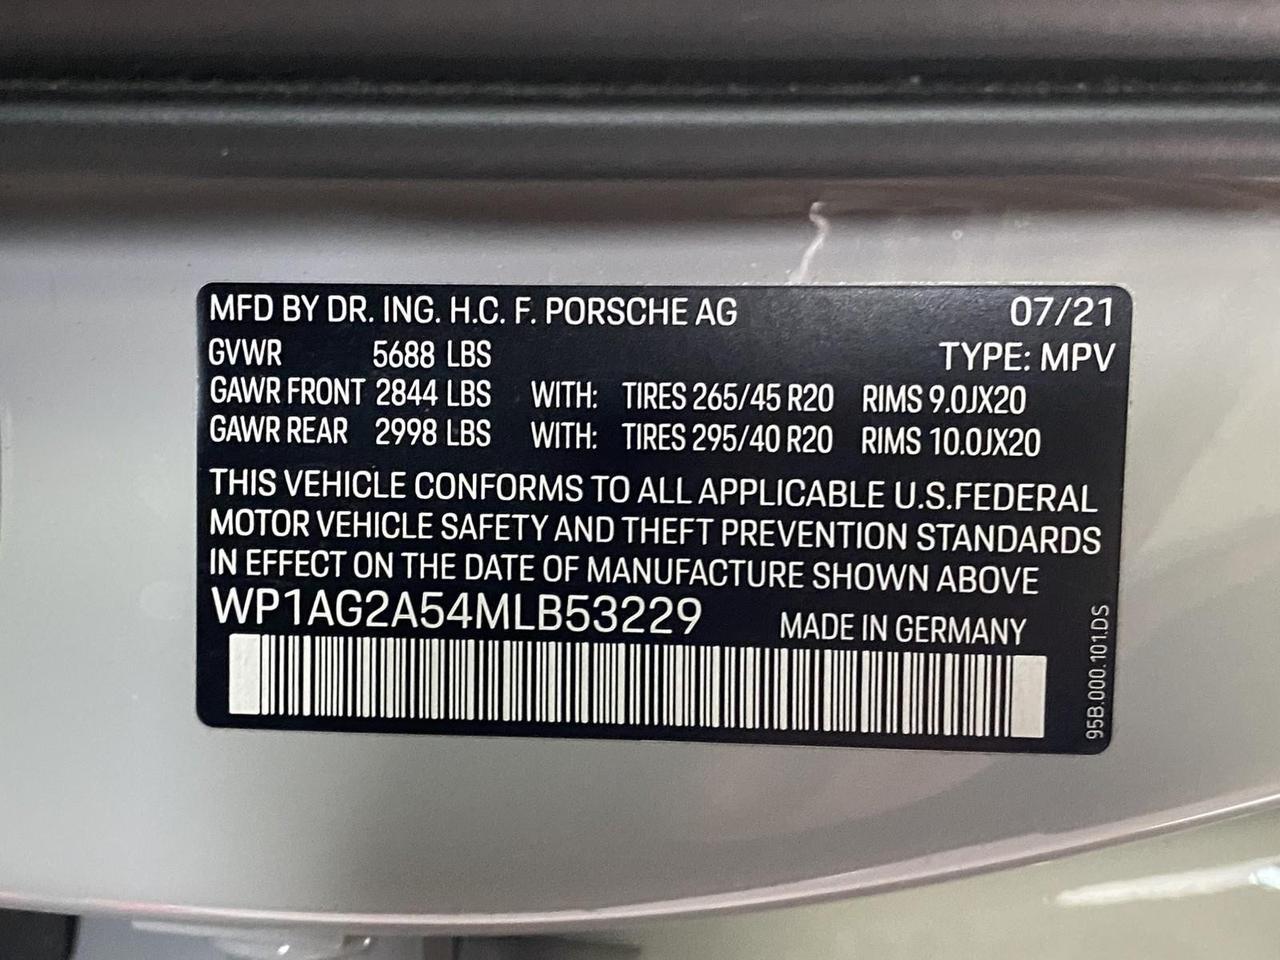 MFD BY DR. ING. H.C. F. PORSCHE AG 07/21
GVWR 5688 LBS TYPE: MPV
GAWR FRONT 2844 LBS WITH: TIRES 265/45 R20 RIMS 9.0JX20
GAWR REAR 2998 LBS WITH: TIRES 295/40 R20 RIMS 10.0JX20
THIS VEHICLE CONFORMS TO ALL APPLICABLE U.S.FEDERAL
MOTOR VEHICLE SAFETY AND THEFT PREVENTION STANDARDS
IN EFFECT ON THE DATE OF MANUFACTURE SHOWN ABOVE
WP1AG2A54MLB53229 MADE IN GERMANY
95B.000.101.DS